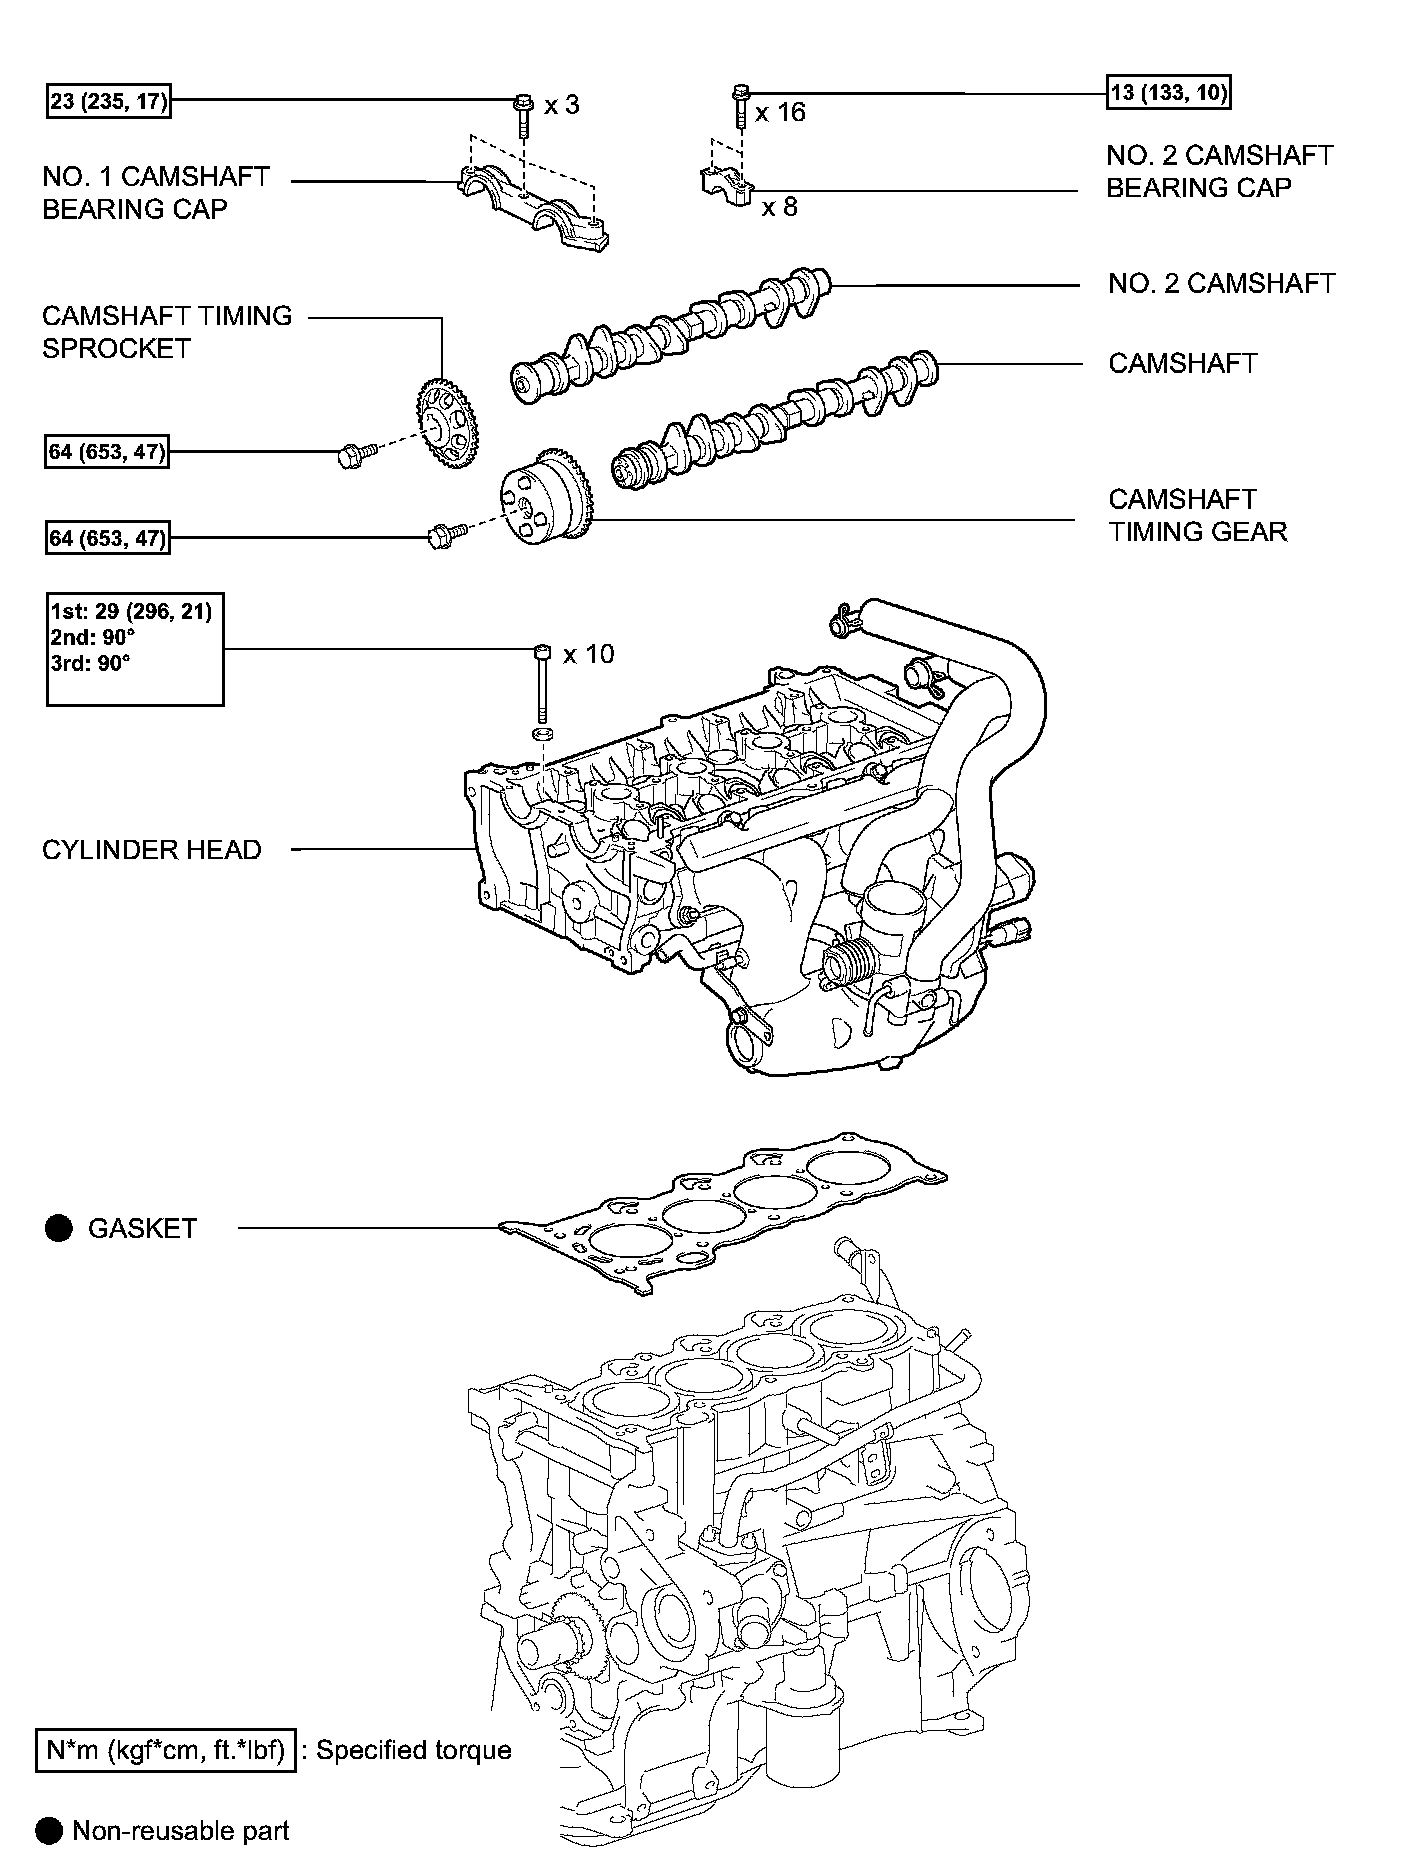 23 (235, 17)
x 3
x 16
13 (133, 10)
NO. 1 CAMSHAFT
BEARING CAP
NO. 2 CAMSHAFT
BEARING CAP
x 8
NO. 2 CAMSHAFT
CAMSHAFT TIMING
SPROCKET
CAMSHAFT
64 (653, 47)
CAMSHAFT
TIMING GEAR
64 (653, 47)
1st: 29 (296, 21)
2nd: 90°
3rd: 90°
x 10
CYLINDER HEAD
● GASKET
N*m (kgf*cm, ft.*lbf) : Specified torque
● Non-reusable part